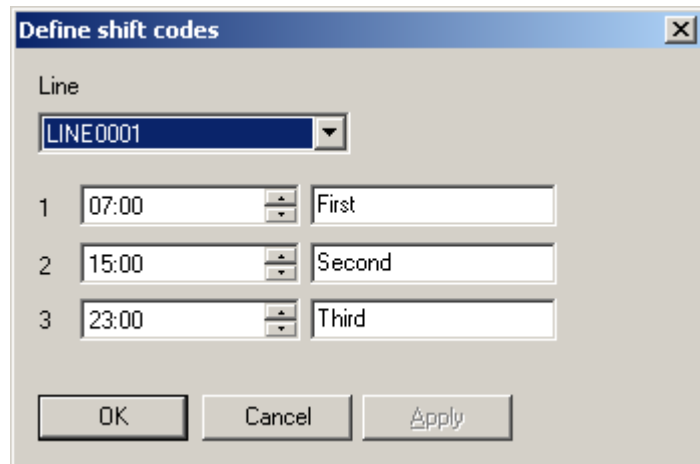 Define shift codes
Line
LINE0001
1 07:00 First
2 15:00 Second
3 23:00 Third
OK Cancel Apply